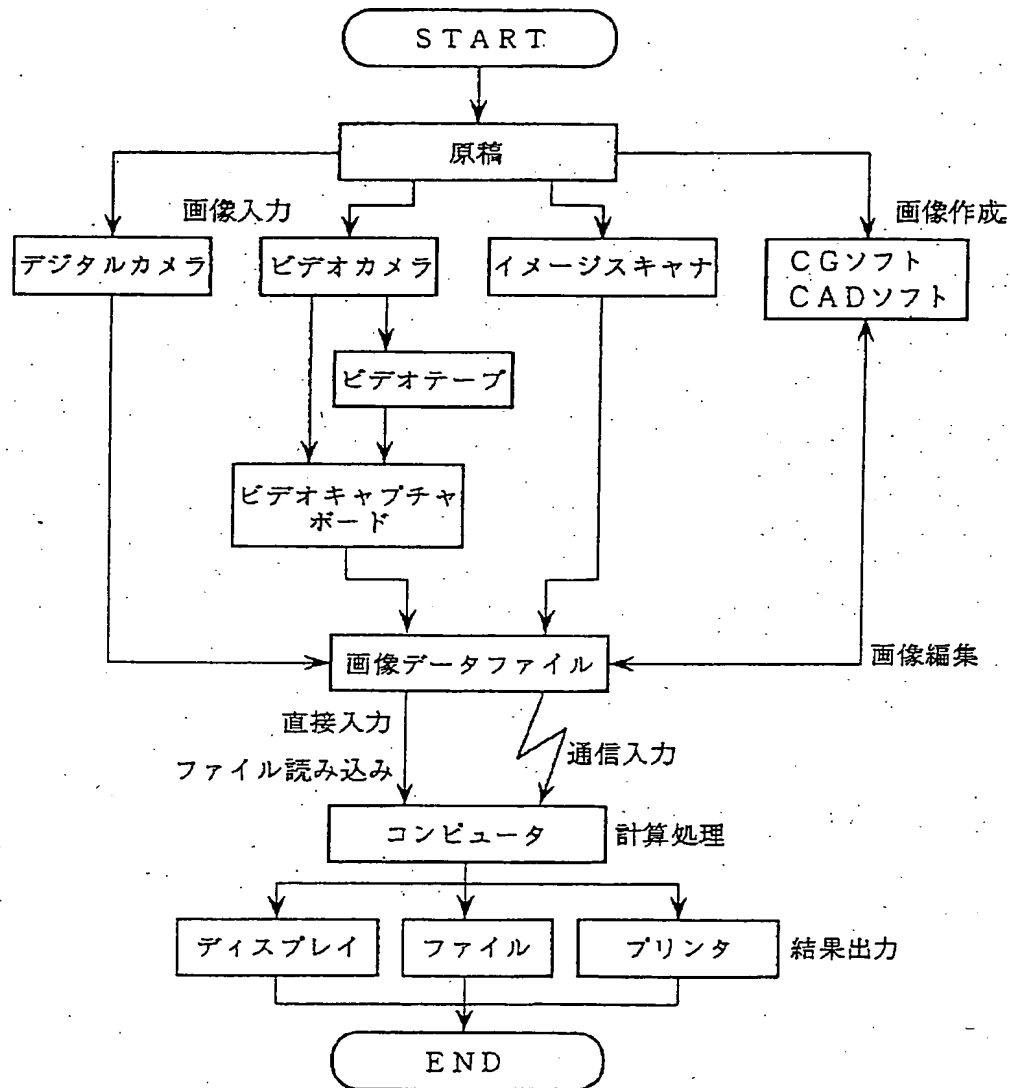 START
原稿
画像入力
画像作成
デジタルカメラ
ビデオカメラ
イメージスキャナ
CGソフト
CADソフト
ビデオテープ
ビデオキャプチャ
ボード
画像データファイル
画像編集
直接入力
ファイル読み込み
通信入力
コンピュータ
計算処理
ディスプレイ
ファイル
プリンタ
結果出力
END